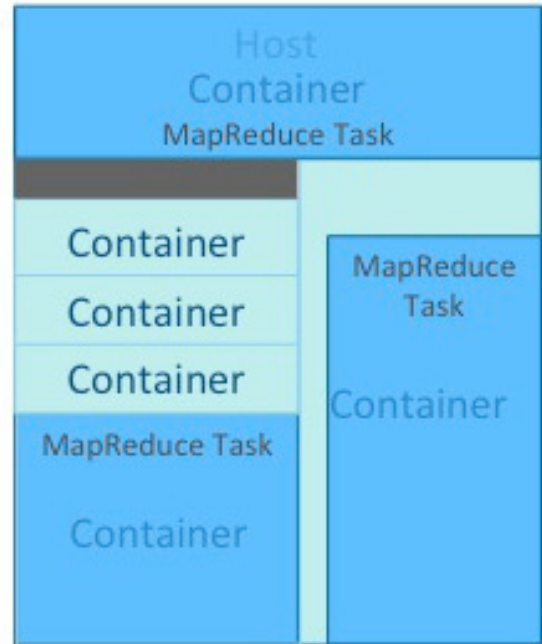 Host
Container
MapReduce Task
Container
Container
Container
MapReduce Task
Container
MapReduce
Task
Container